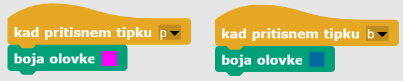 kad pritisnem tipku p
boja olovke
kad pritisnem tipku b
boja olovke